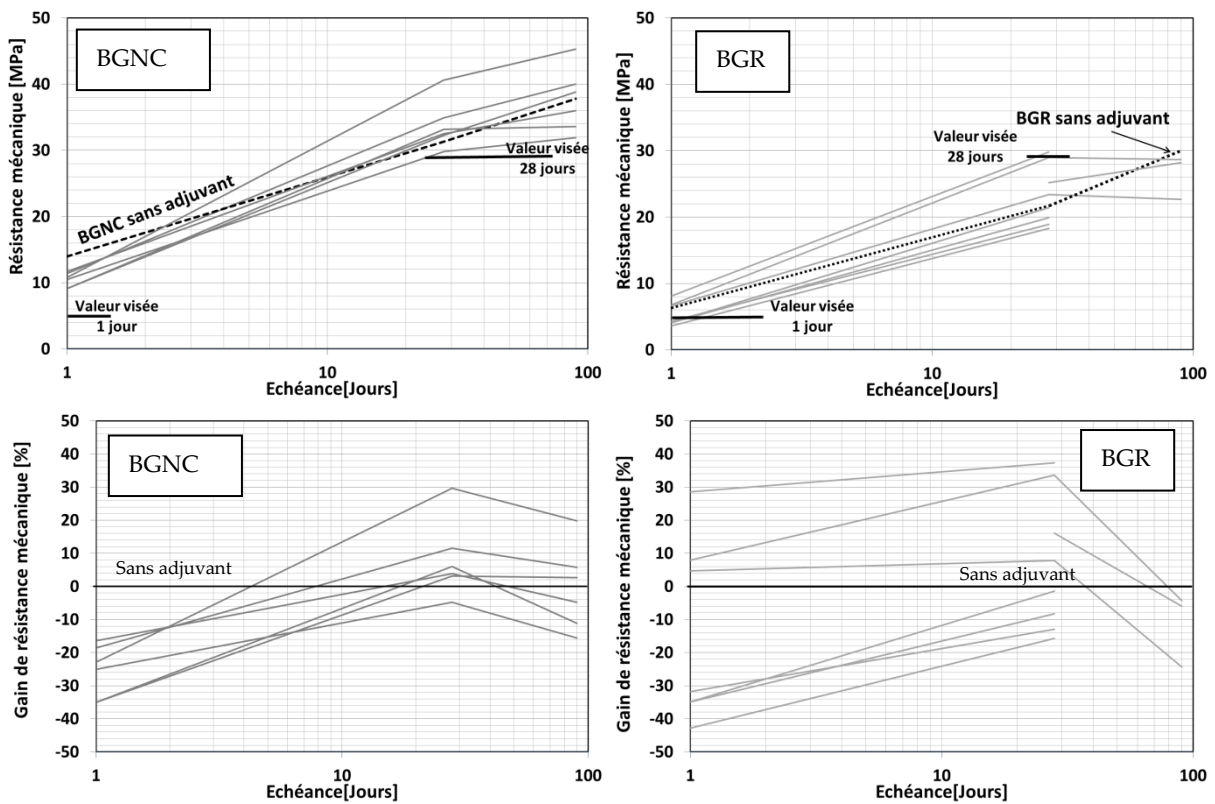 50
40
30
20
10
0
Résistance mécanique [MPa]
BGNC
BGNC sans adjuvant
Valeur visée
28 jours
Valeur visée
1 jour
1
10
100
Echéance[Jours]
50
40
30
20
10
0
Résistance mécanique [MPa]
BGR
BGR sans adjuvant
Valeur visée
28 jours
Valeur visée
1 jour
1
10
100
Echéance[Jours]
50
40
30
20
10
0
-10
-20
-30
-40
-50
Gain de résistance mécanique [%]
BGNC
Sans adjuvant
1
10
100
Echéance[Jours]
50
40
30
20
10
0
-10
-20
-30
-40
-50
Gain de résistance mécanique [%]
BGR
Sans adjuvant
1
10
100
Echéance[Jours]